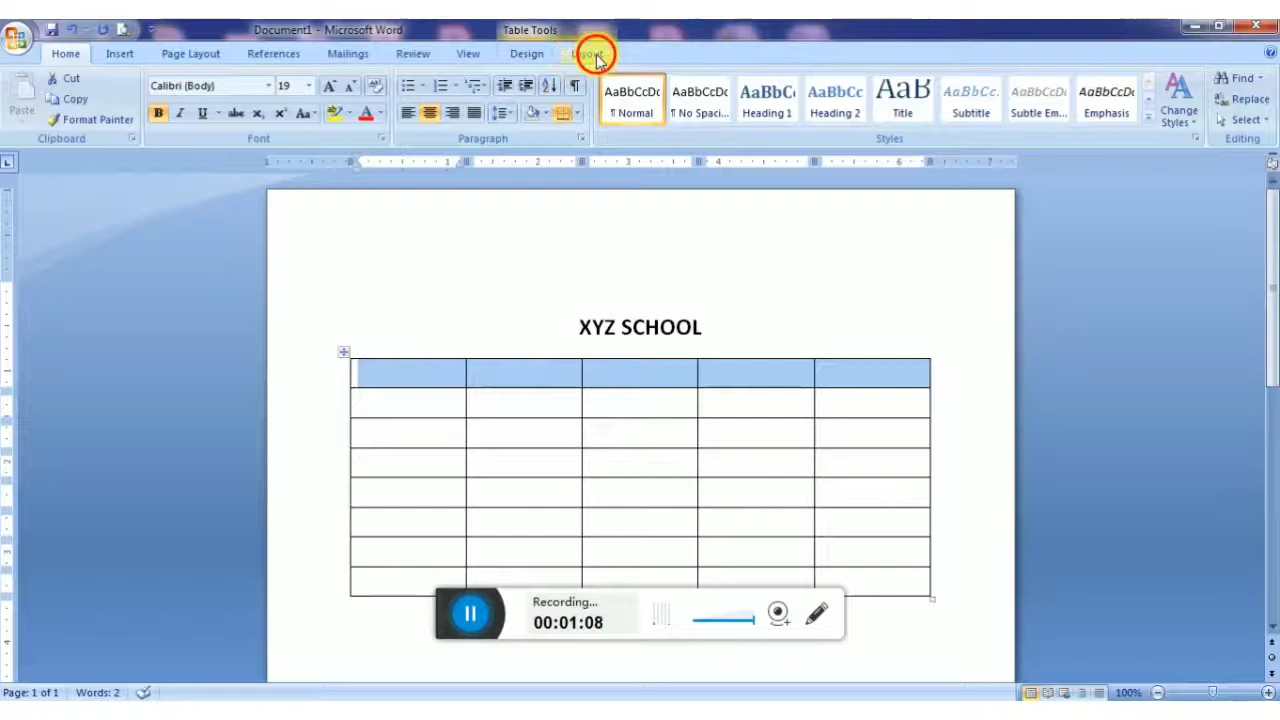 Document1 - Microsoft Word
Table Tools
Home
Insert
Page Layout
References
Mailings
Review
View
Design
Layout
Paste
Cut
Copy
Format Painter
Clipboard
Calibri (Body)
19
Font
Paragraph
AaBbCcDc
¶ Normal
AaBbCcDc
¶ No Spaci...
AaBbC
Heading 1
AaBbCc
Heading 2
AaB
Title
AaBbCc.
Subtitle
AaBbCcDc
Subtle Em...
AaBbCcDc
Emphasis
Change
Styles
Styles
Find
Replace
Select
Editing
XYZ SCHOOL
Recording...
00:01:08
Page: 1 of 1
Words: 2
100%